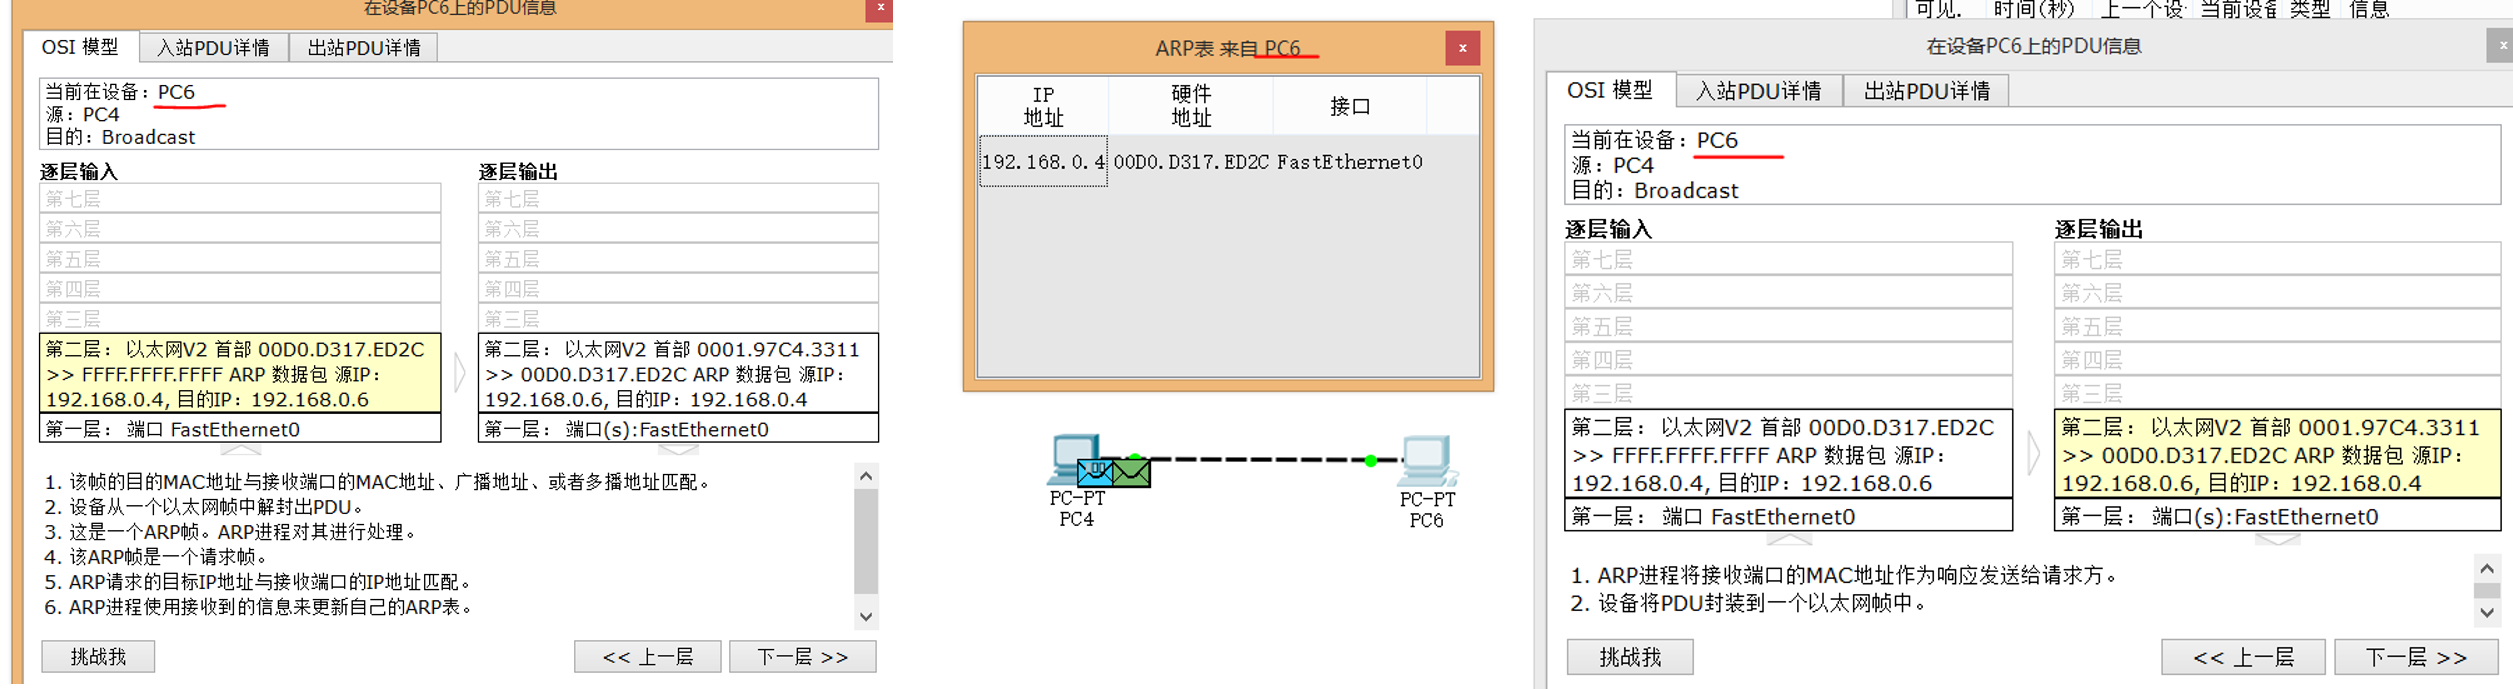 在设备PC6上的PDU信息
x
OSI 模型
入站PDU详情
出站PDU详情
当前在设备：PC6
源：PC4
目的：Broadcast
逐层输入
第七层
第六层
第五层
第四层
第三层
第二层： 以太网V2 首部 00D0.D317.ED2C
>> FFFF.FFFF.FFFF ARP 数据包 源IP：
192.168.0.4, 目的IP：192.168.0.6
第一层： 端口 FastEthernet0
逐层输出
第七层
第六层
第五层
第四层
第三层
第二层： 以太网V2 首部 0001.97C4.3311
>> 00D0.D317.ED2C ARP 数据包 源IP：
192.168.0.6, 目的IP：192.168.0.4
第一层： 端口(s):FastEthernet0
1. 该帧的目的MAC地址与接收端口的MAC地址、广播地址、或者多播地址匹配。
2. 设备从一个以太网帧中解封出PDU。
3. 这是一个ARP帧。ARP进程对其进行处理。
4. 该ARP帧是一个请求帧。
5. ARP请求的目标IP地址与接收端口的IP地址匹配。
6. ARP进程使用接收到的信息来更新自己的ARP表。
挑战我
<< 上一层
下一层 >>
ARP表 来自 PC6
x
IP
地址
硬件
地址
接口
192.168.0.4 00D0.D317.ED2C FastEthernet0
PC-PT
PC4
PC-PT
PC6
可见.
时间(秒)
上一个设
当前设备
类型
信息
在设备PC6上的PDU信息
x
OSI 模型
入站PDU详情
出站PDU详情
当前在设备：PC6
源：PC4
目的：Broadcast
逐层输入
第七层
第六层
第五层
第四层
第三层
第二层： 以太网V2 首部 00D0.D317.ED2C
>> FFFF.FFFF.FFFF ARP 数据包 源IP：
192.168.0.4, 目的IP：192.168.0.6
第一层： 端口 FastEthernet0
逐层输出
第七层
第六层
第五层
第四层
第三层
第二层： 以太网V2 首部 0001.97C4.3311
>> 00D0.D317.ED2C ARP 数据包 源IP：
192.168.0.6, 目的IP：192.168.0.4
第一层： 端口(s):FastEthernet0
1. ARP进程将接收端口的MAC地址作为响应发送给请求方。
2. 设备将PDU封装到一个以太网帧中。
挑战我
<< 上一层
下一层 >>